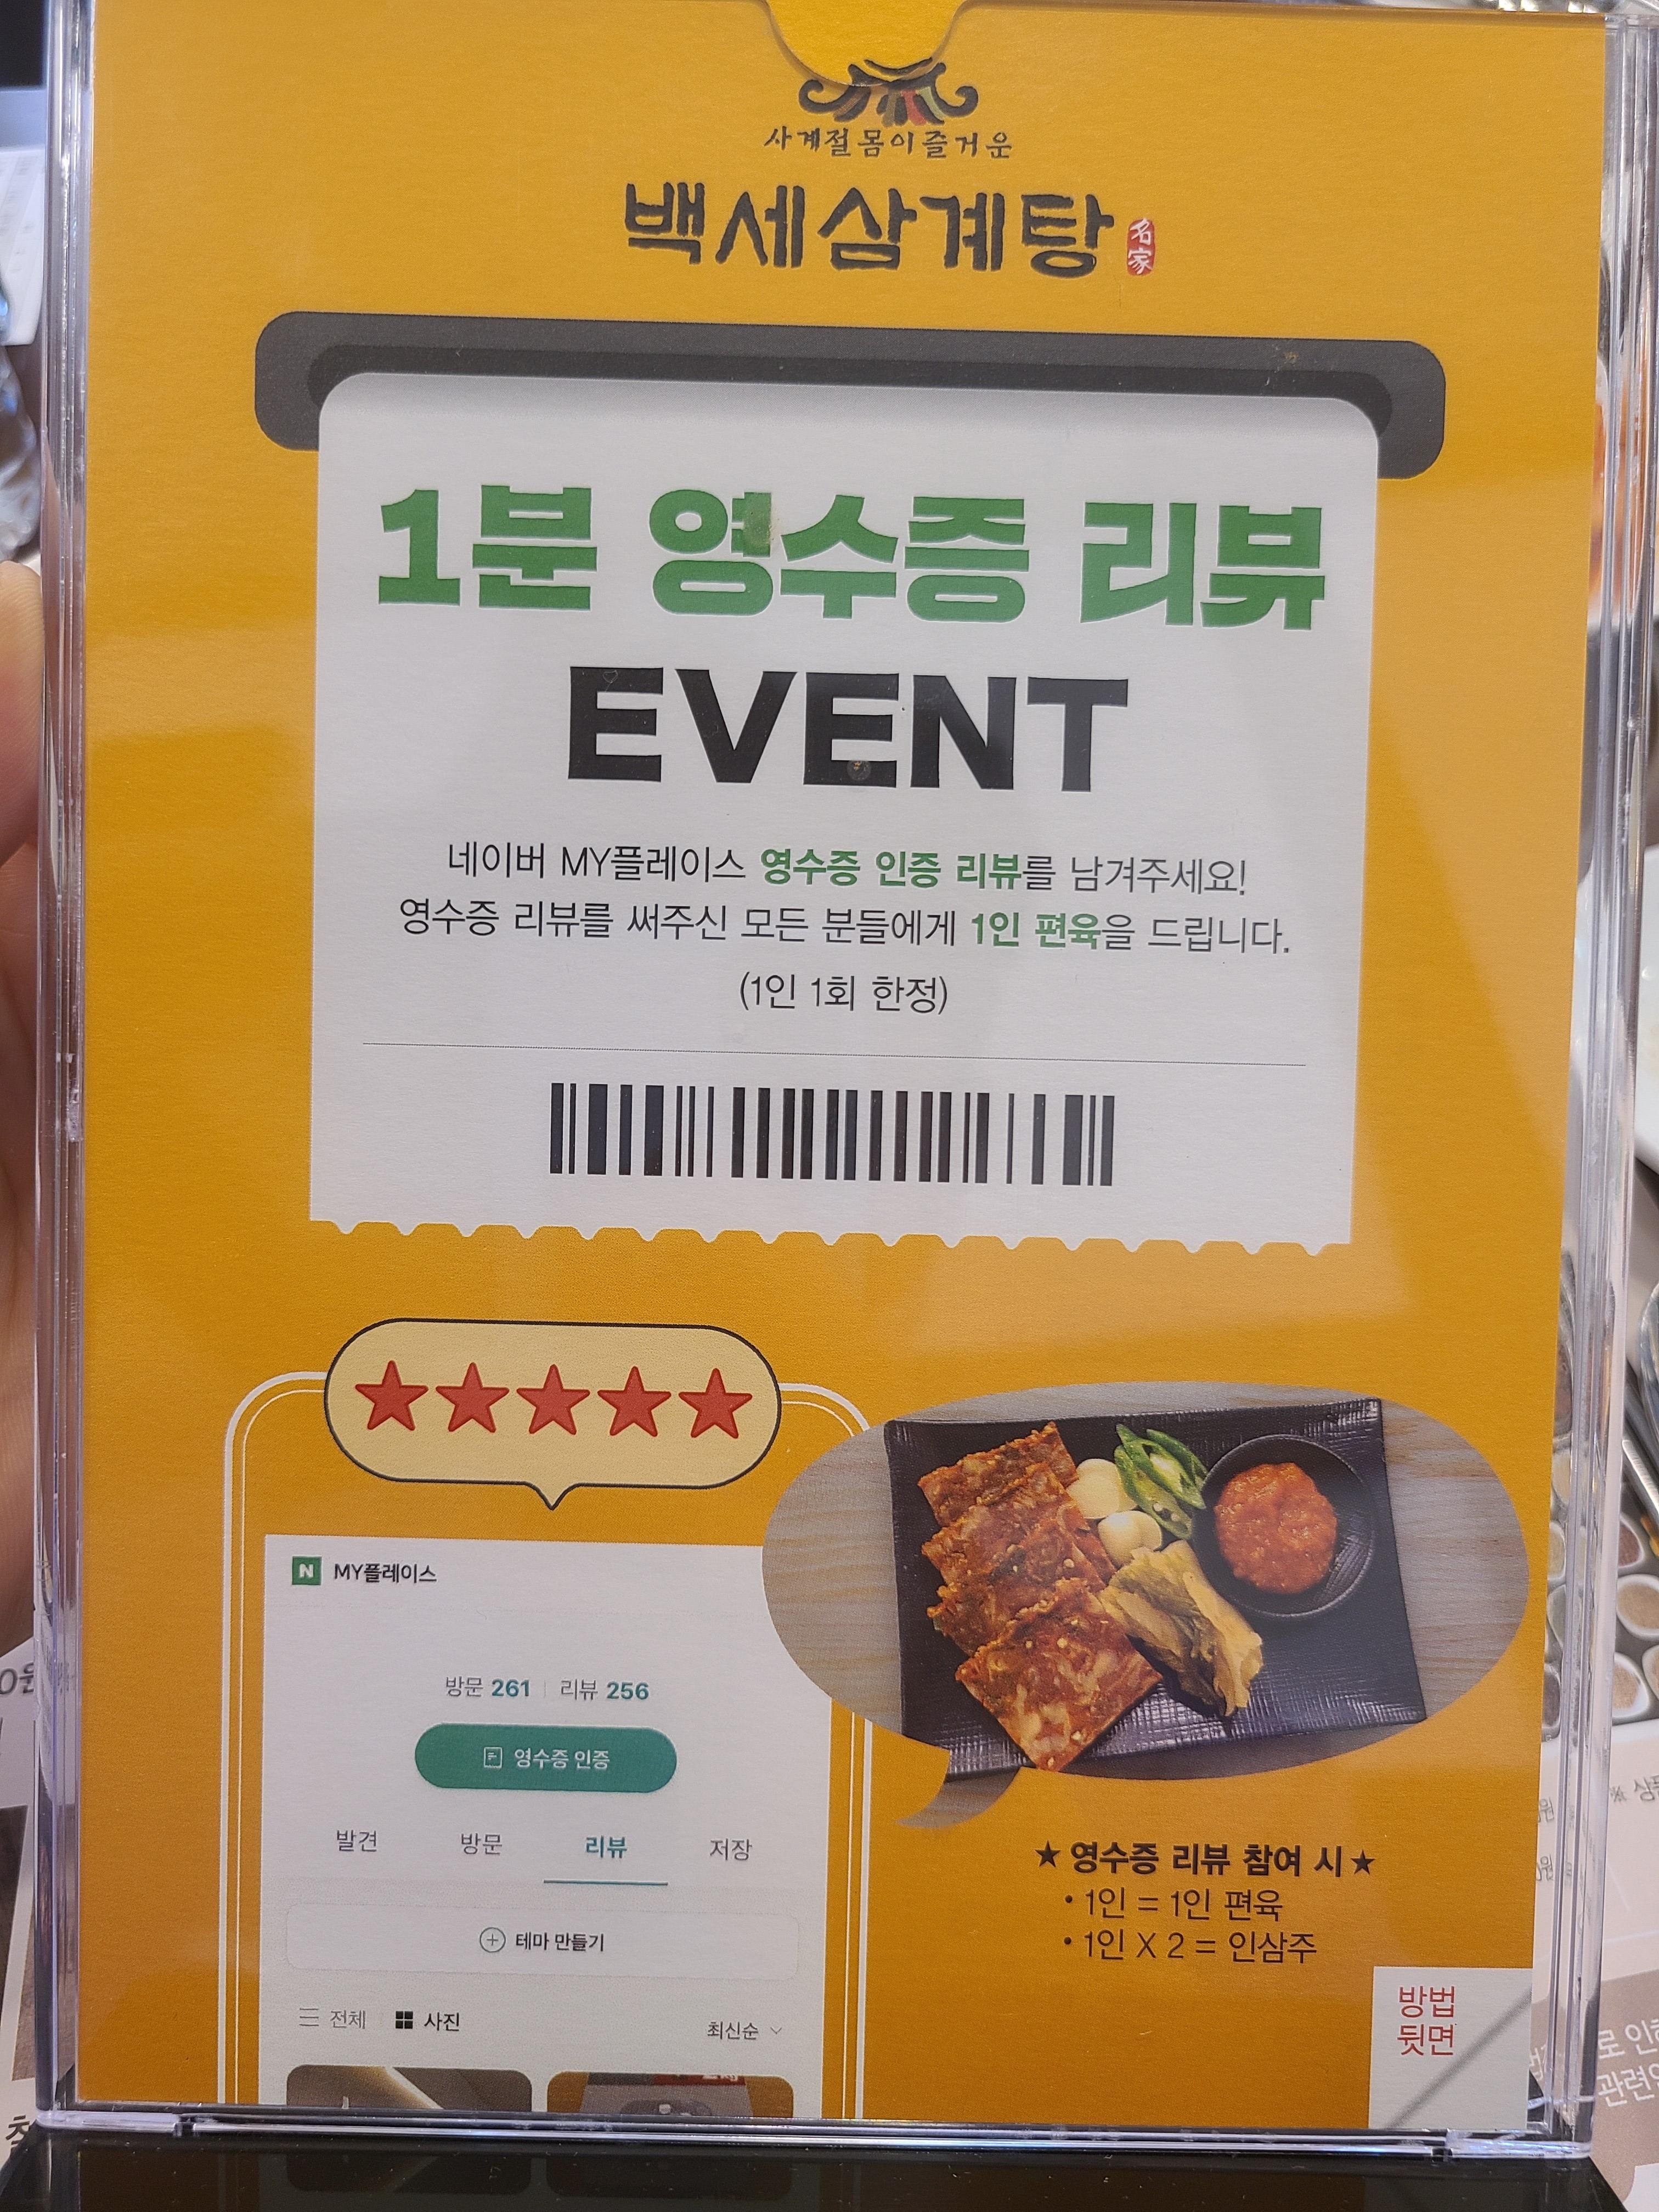 사계절 몸이 즐거운
백세삼계탕
名家
1분 영수증 리뷰
EVENT
네이버 MY플레이스 영수증 인증 리뷰를 남겨주세요!
영수증 리뷰를 써주신 모든 분들에게 1인 편육을 드립니다.
(1인 1회 한정)
N MY플레이스
방문 261 리뷰 256
영수증 인증
발견 방문 리뷰 저장
테마 만들기
전체 사진 최신순
★ 영수증 리뷰 참여 시 ★
• 1인 = 1인 편육
• 1인 X 2 = 인삼주
방법
뒷면